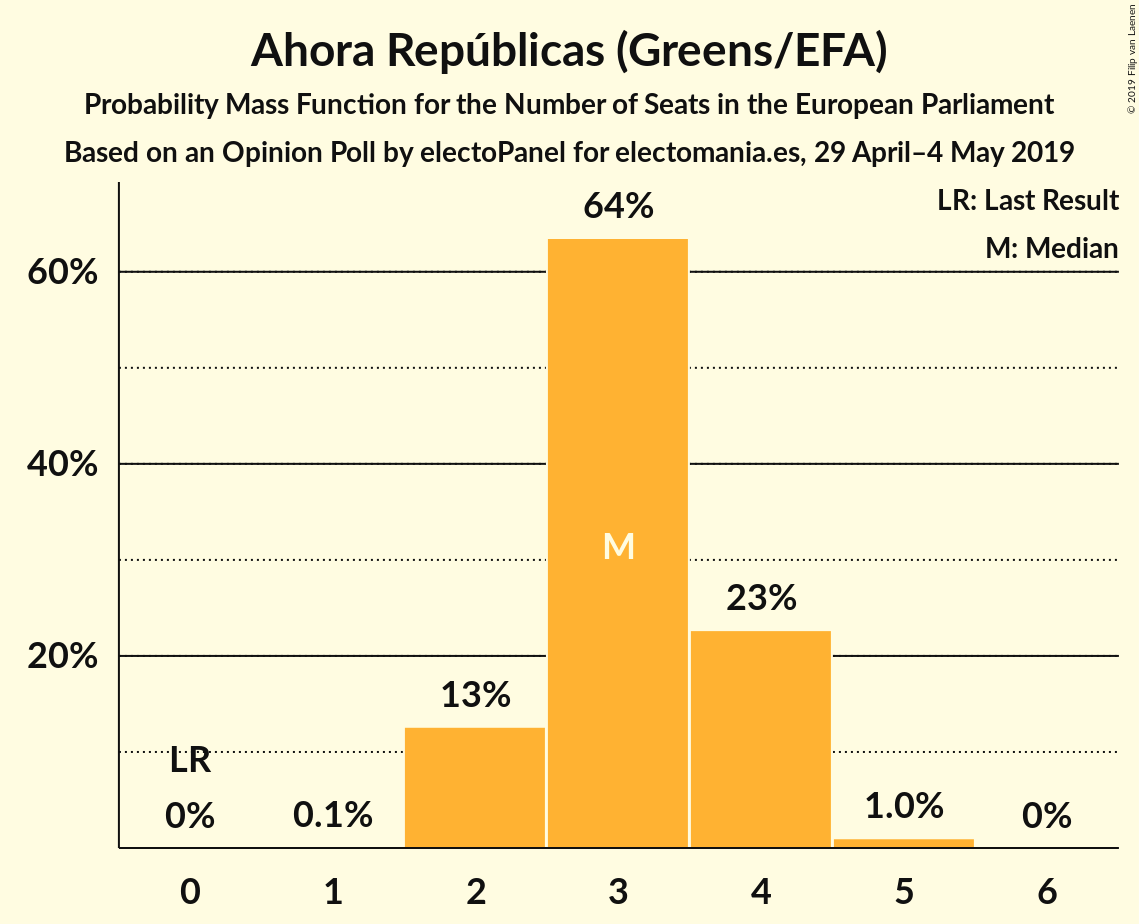 Ahora Repúblicas (Greens/EFA)
Probability Mass Function for the Number of Seats in the European Parliament
Based on an Opinion Poll by electoPanel for electomania.es, 29 April–4 May 2019
© 2019 Filip van Laenen
LR: Last Result
M: Median
64%
60%
40%
M
23%
20%
13%
LR
0%
0.1%
1.0%
0%
0 1 2 3 4 5 6